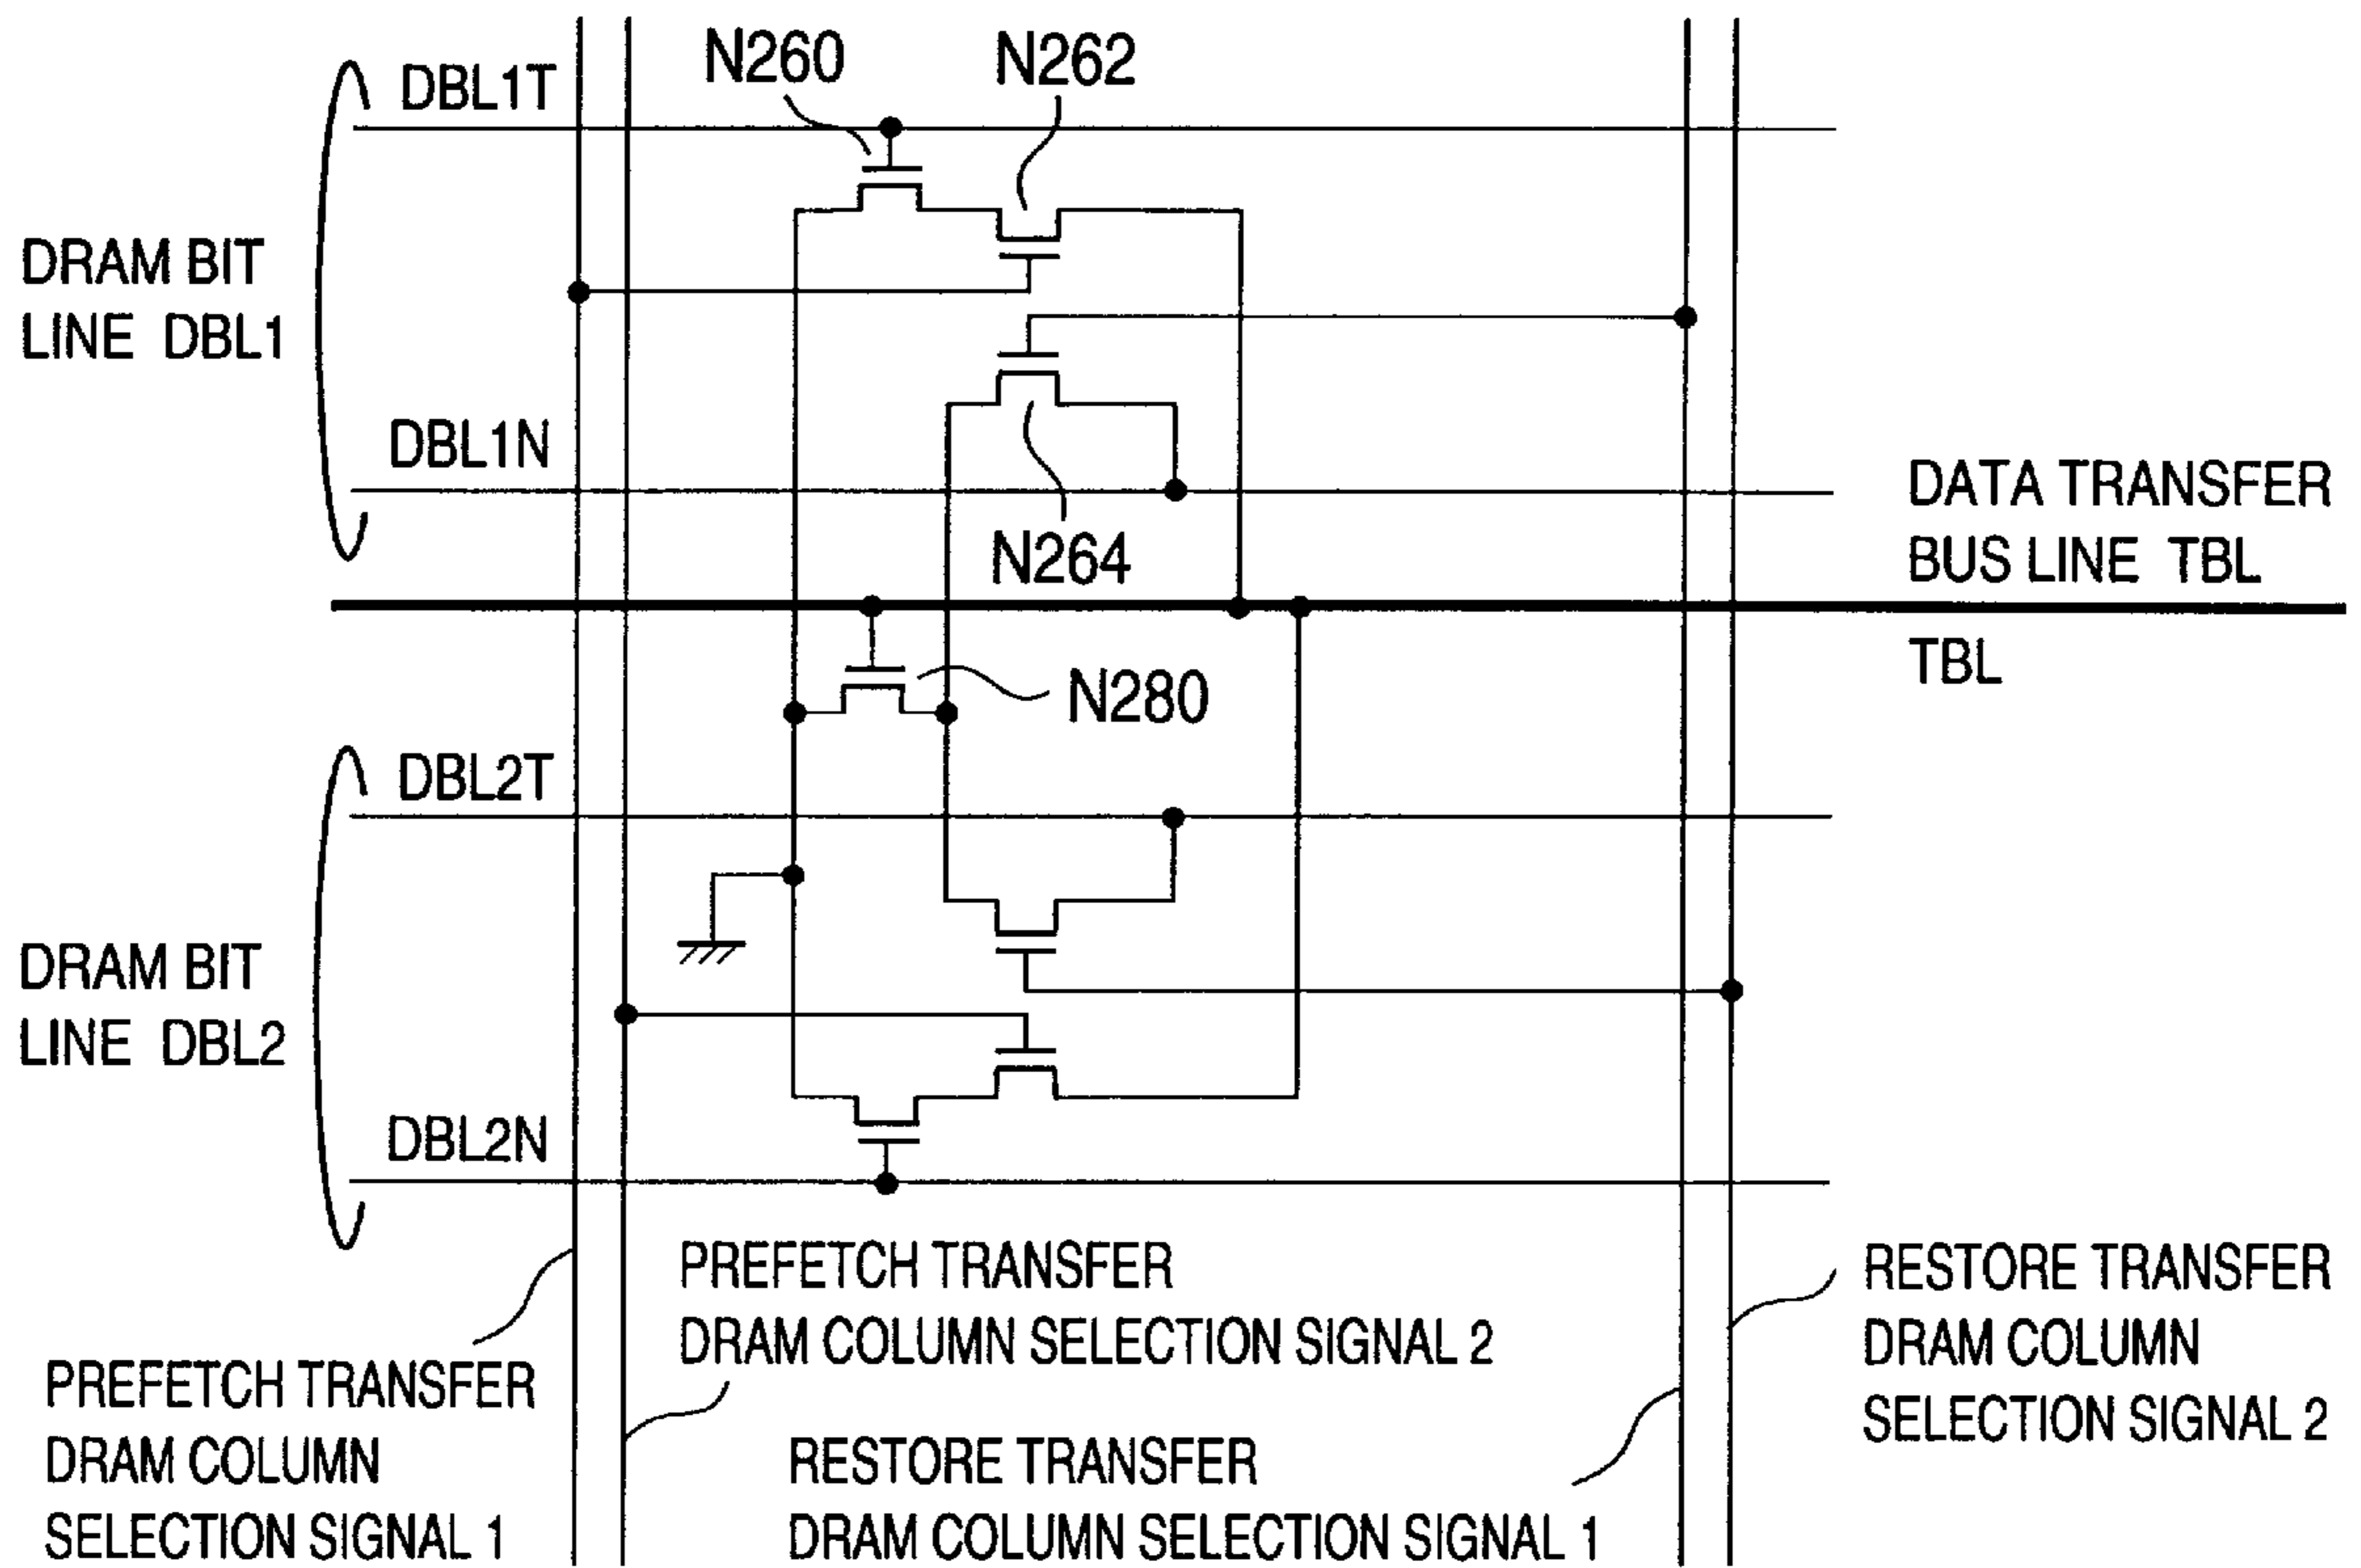 N260
N262
DBL1T
DRAM BIT
LINE DBL1
DBL1N
N264
DATA TRANSFER
BUS LINE TBL
TBL
N280
DBL2T
DRAM BIT
LINE DBL2
DBL2N
PREFETCH TRANSFER
DRAM COLUMN SELECTION SIGNAL 2
RESTORE TRANSFER
DRAM COLUMN
SELECTION SIGNAL 2
PREFETCH TRANSFER
DRAM COLUMN
SELECTION SIGNAL 1
RESTORE TRANSFER
DRAM COLUMN SELECTION SIGNAL 1